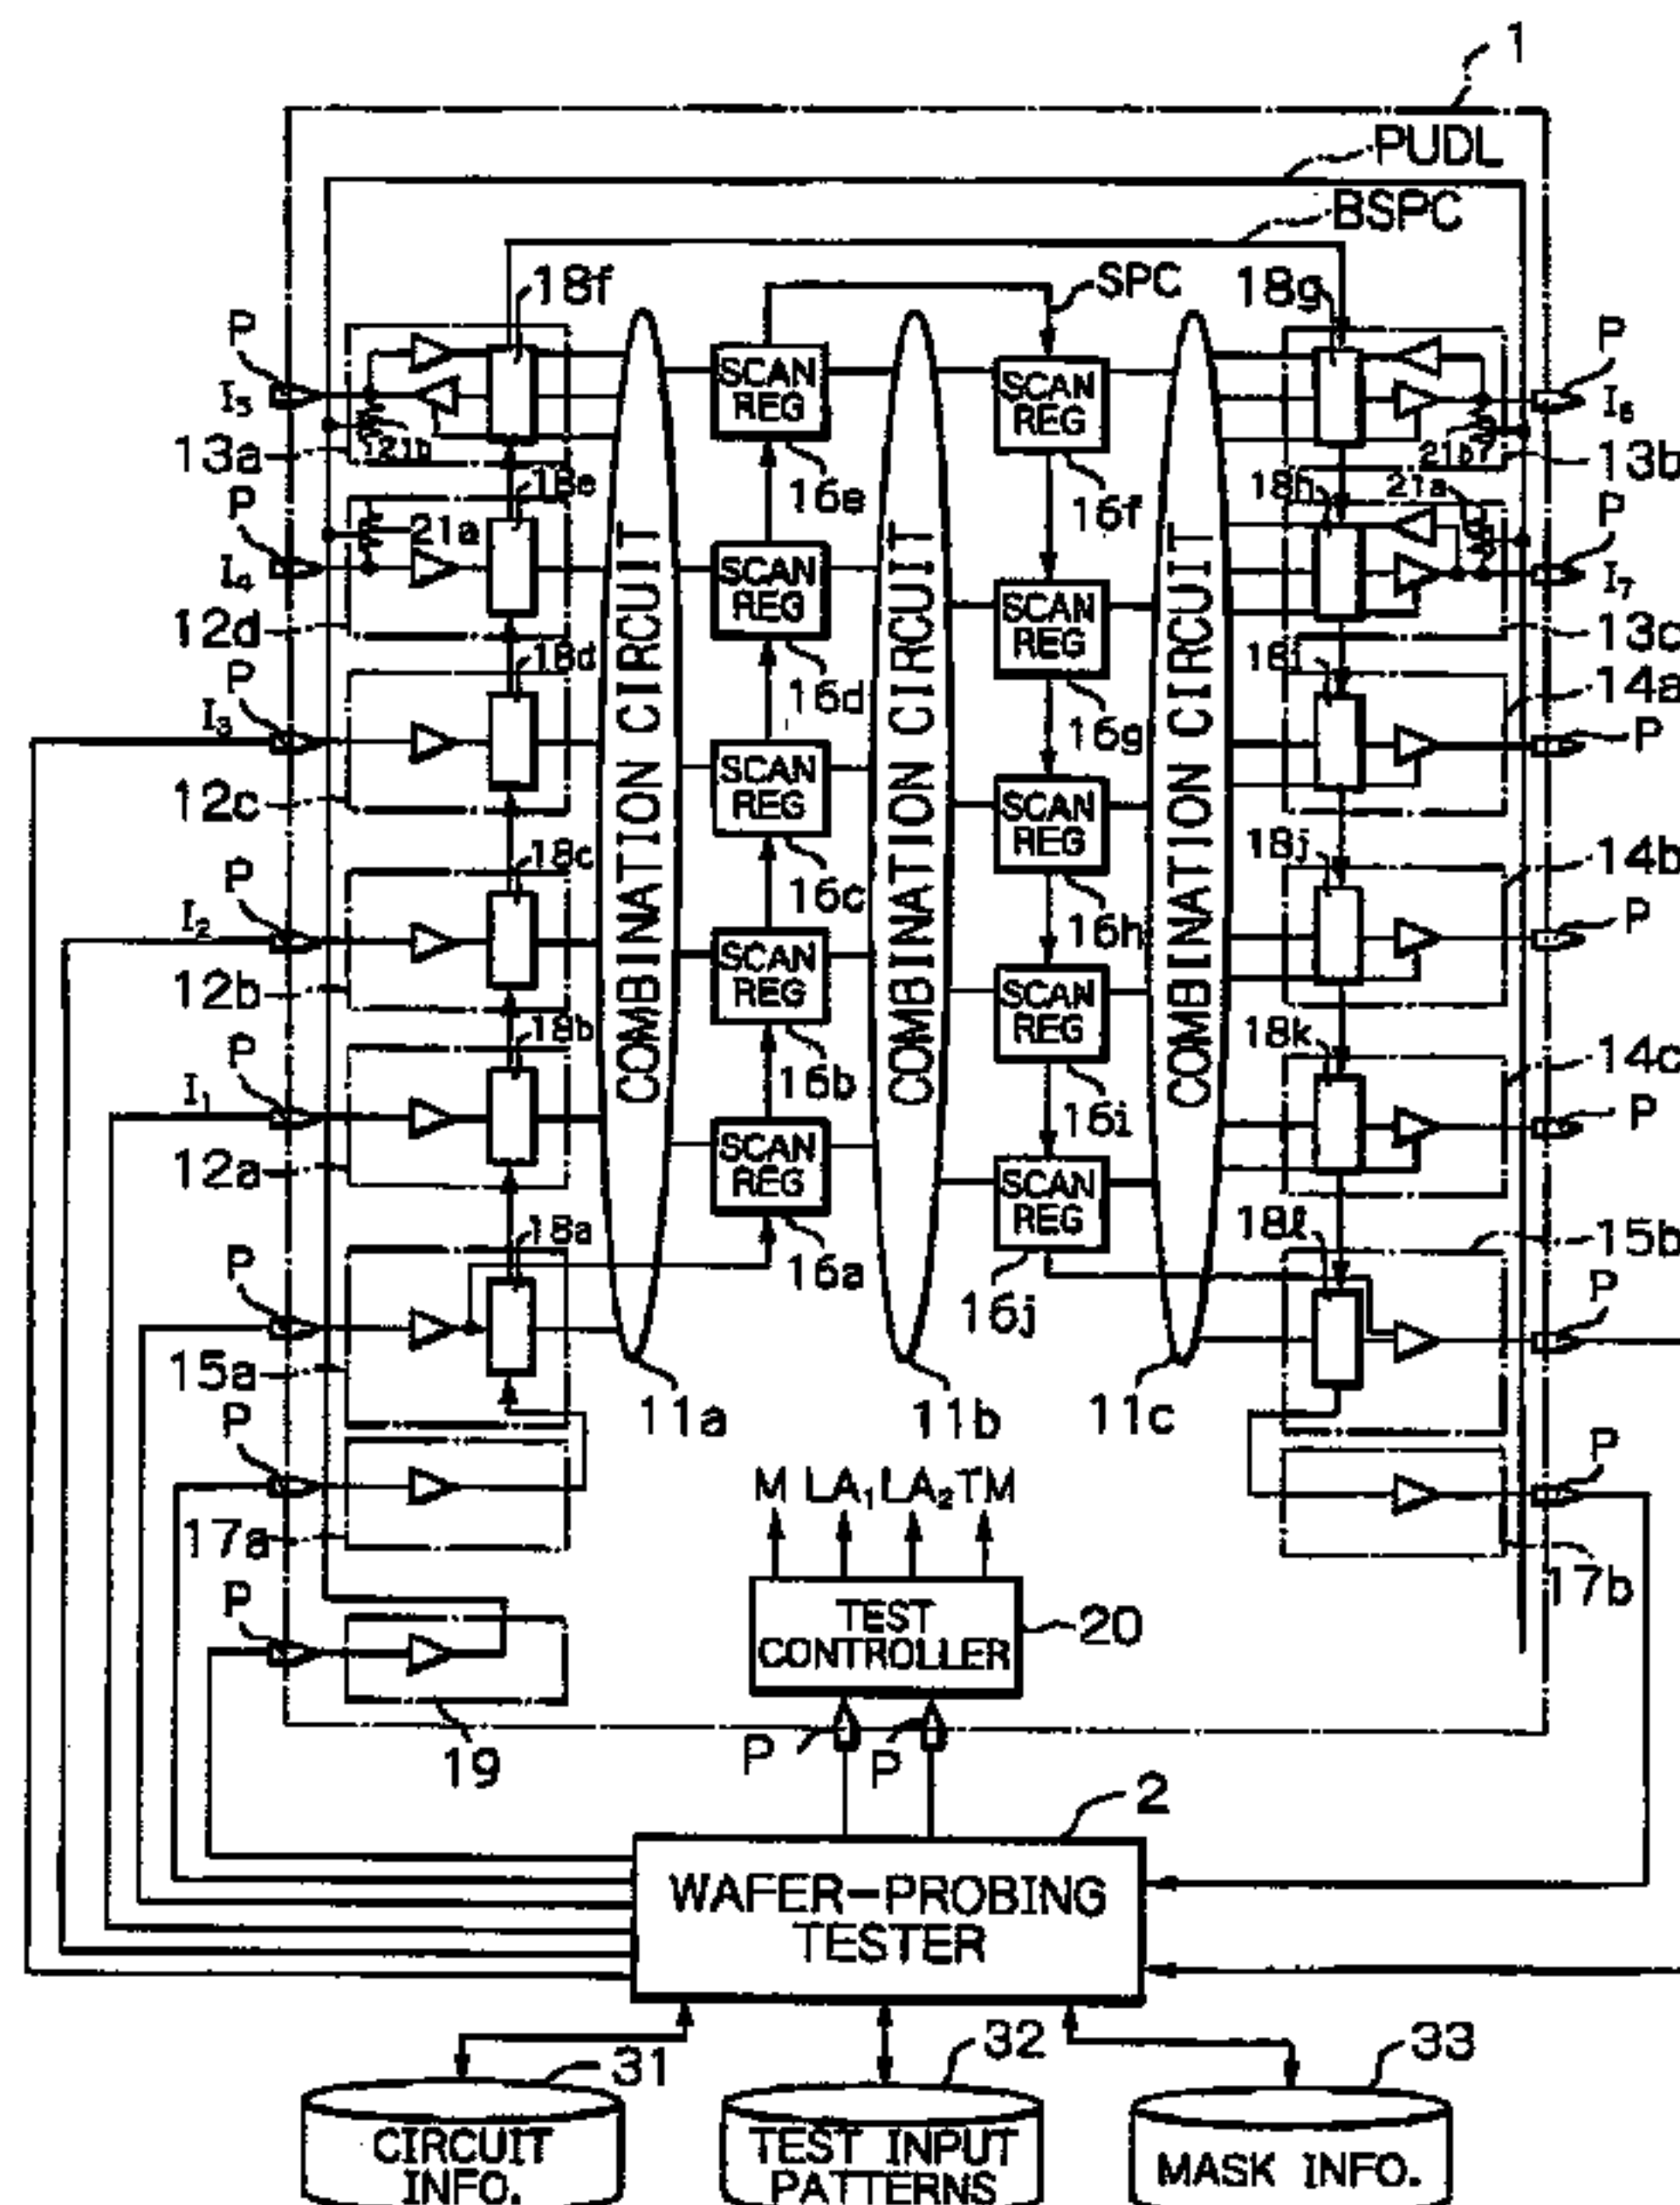 1
PUDL
BSPC
18f
SPC
18g
P
P
I5
SCAN REG
SCAN REG
I6
13a
21b
21b
13b
16e
16f
P
18e
18h
21a
P
21a
I4
SCAN REG
SCAN REG
I7
12d
13c
P
18d
16d
18i
14a
I3
16g
P
SCAN REG
SCAN REG
12c
COMBINATION CIRCUIT
COMBINATION CIRCUIT
COMBINATION CIRCUIT
P
18c
16c
18j
14b
I2
16h
P
SCAN REG
SCAN REG
12b
P
18b
16b
18k
14c
I1
16i
P
SCAN REG
SCAN REG
12a
P
18a
16a
18ℓ
15b
16j
P
15a
11a
11b
11c
P
P
M LA1 LA2 TM
17a
17b
P
TEST CONTROLLER
20
19
P
P
2
WAFER-PROBING
TESTER
31
32
33
CIRCUIT
INFO.
TEST INPUT
PATTERNS
MASK INFO.